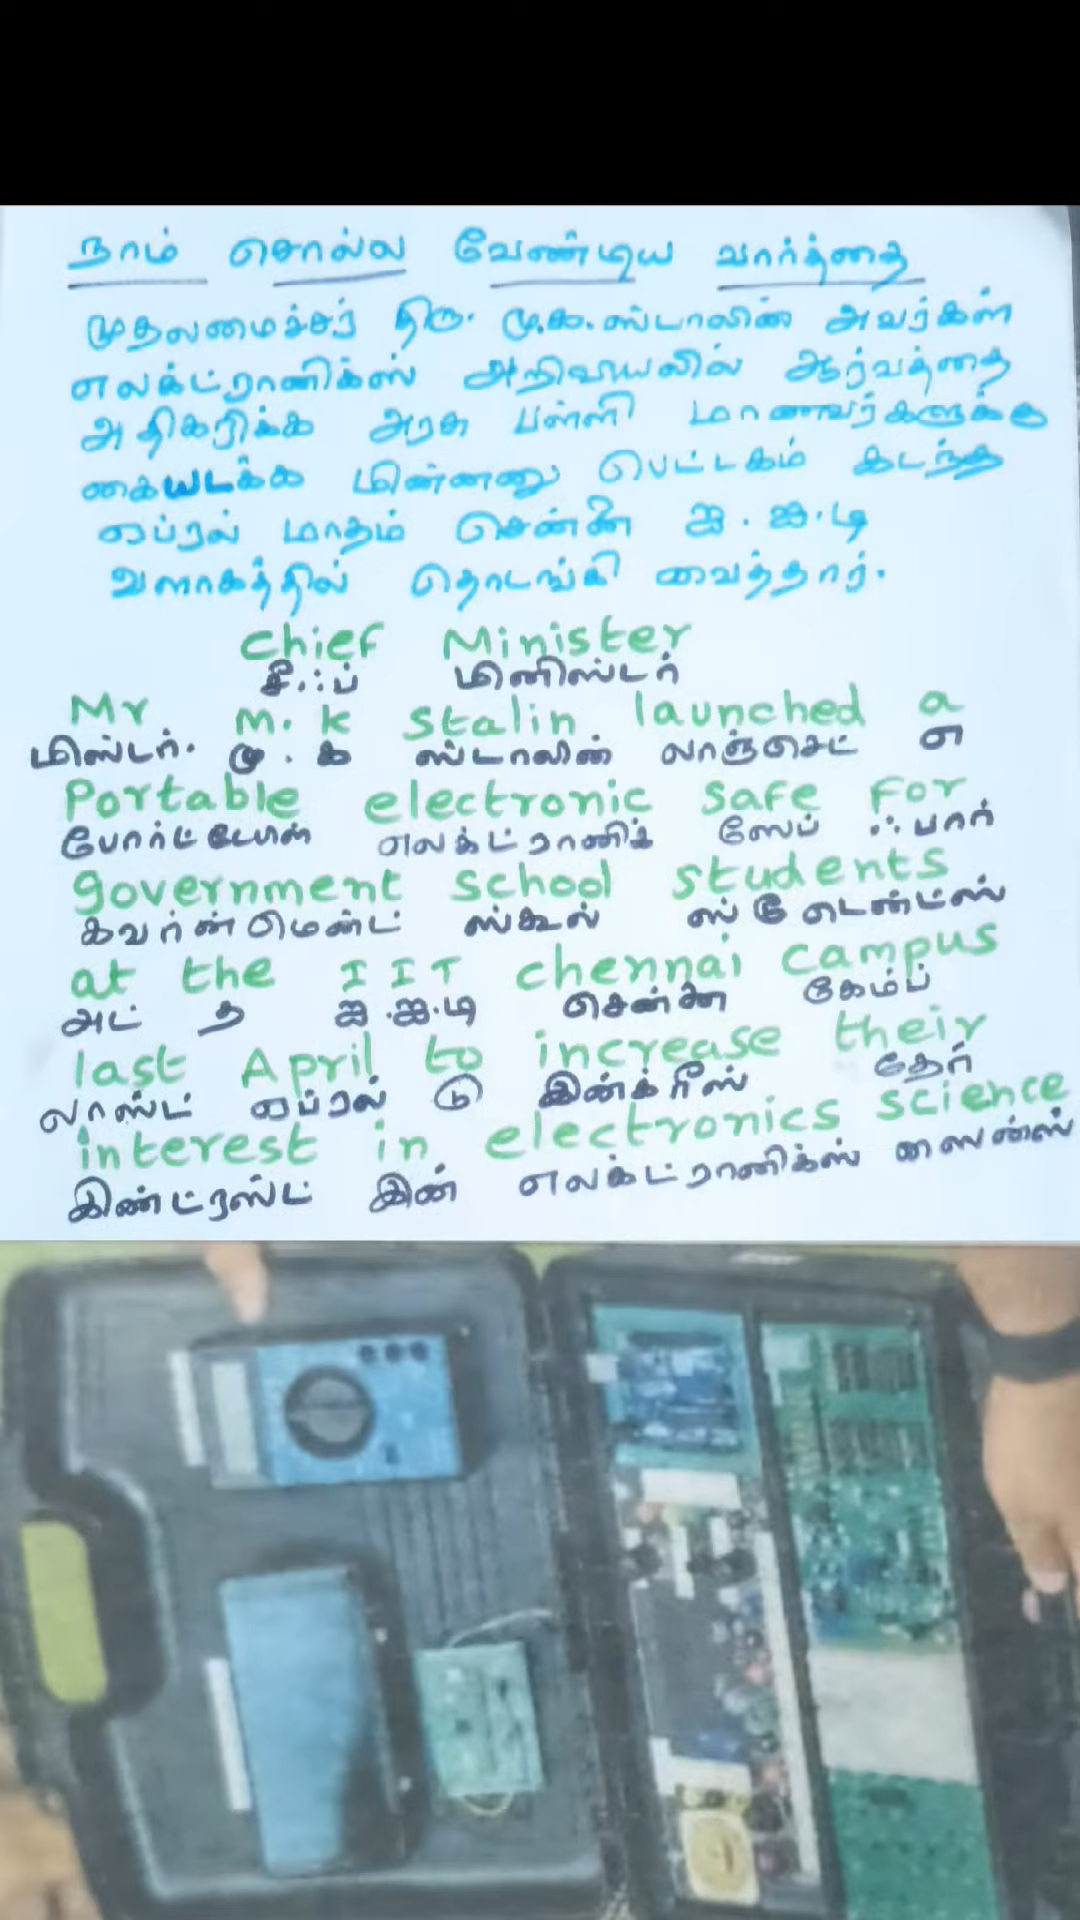 நாம் சொல்ல வேண்டிய வார்த்தை
முதலமைச்சர் திரு. மு.க.ஸ்டாலின் அவர்கள்
எலக்ட்ரானிக்ஸ் அறிவியலில் ஆர்வத்தை
அதிகரிக்க அரசு பள்ளி மாணவர்களுக்கு
கையடக்க மின்னணு பெட்டகம் கடந்த
ஏப்ரல் மாதம் சென்னை ஐ.ஐ.டி
வளாகத்தில் தொடங்கி வைத்தார்.
Chief Minister
சீஃப் மினிஸ்டர்
Mr M.K Stalin launched a
மிஸ்டர். மு.க ஸ்டாலின் லாஞ்செட் எ
Portable electronic safe for
போர்ட்டேபள் எலக்ட்ரானிக் ஸேப் ஃபார்
government school students
கவர்ன்மென்ட் ஸ்கூல் ஸ்டூடென்ட்ஸ்
at the IIT chennai campus
அட் த ஐ.ஐ.டி சென்னை கேம்ப்
last April to increase their
லாஸ்ட் ஏப்ரல் டு இன்க்ரீஸ் தேர்
interest in electronics science
இன்ட்ரஸ்ட் இன் எலக்ட்ரானிக்ஸ் ஸைன்ஸ்